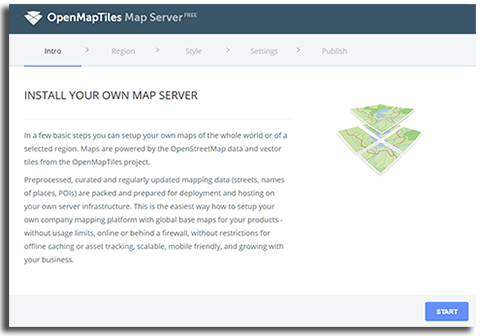 OpenMapTiles Map Server FREE
Intro > Region > Style > Settings > Publish
INSTALL YOUR OWN MAP SERVER
In a few basic steps you can setup your own maps of the whole world or of a
selected region. Maps are powered by the OpenStreetMap data and vector
tiles from the OpenMapTiles project.
Preprocessed, curated and regularly updated mapping data (streets, names
of places, POIs) are packed and prepared for deployment and hosting on
your own server infrastructure. This is the easiest way how to setup your
own company mapping platform with global base maps for your products -
without usage limits, online or behind a firewall, without restrictions for
offline caching or asset tracking, scalable, mobile friendly, and growing with
your business.
START